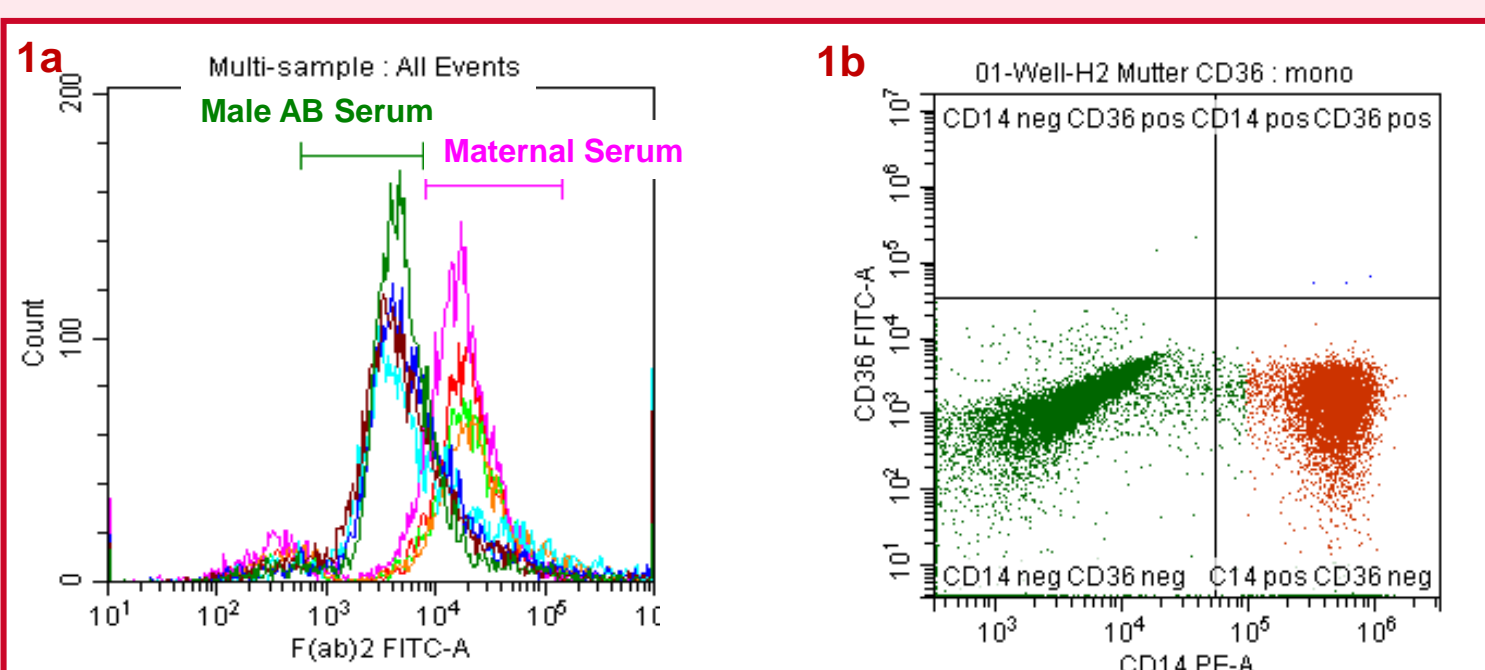 1a
Multi-sample : All Events
Male AB Serum
Maternal Serum
Count
200
100
0
10¹ 10² 10³ 10⁴ 10⁵
F(ab)2 FITC-A
1b
01-Well-H2 Mutter CD36 : mono
CD14 neg CD36 pos CD14 pos CD36 pos
CD36 FITC-A
10⁷
10⁶
10⁵
10⁴
10³
10²
10¹
CD14 neg CD36 neg C14 pos CD36 neg
10³ 10⁴ 10⁵ 10⁶
CD14 PE-A